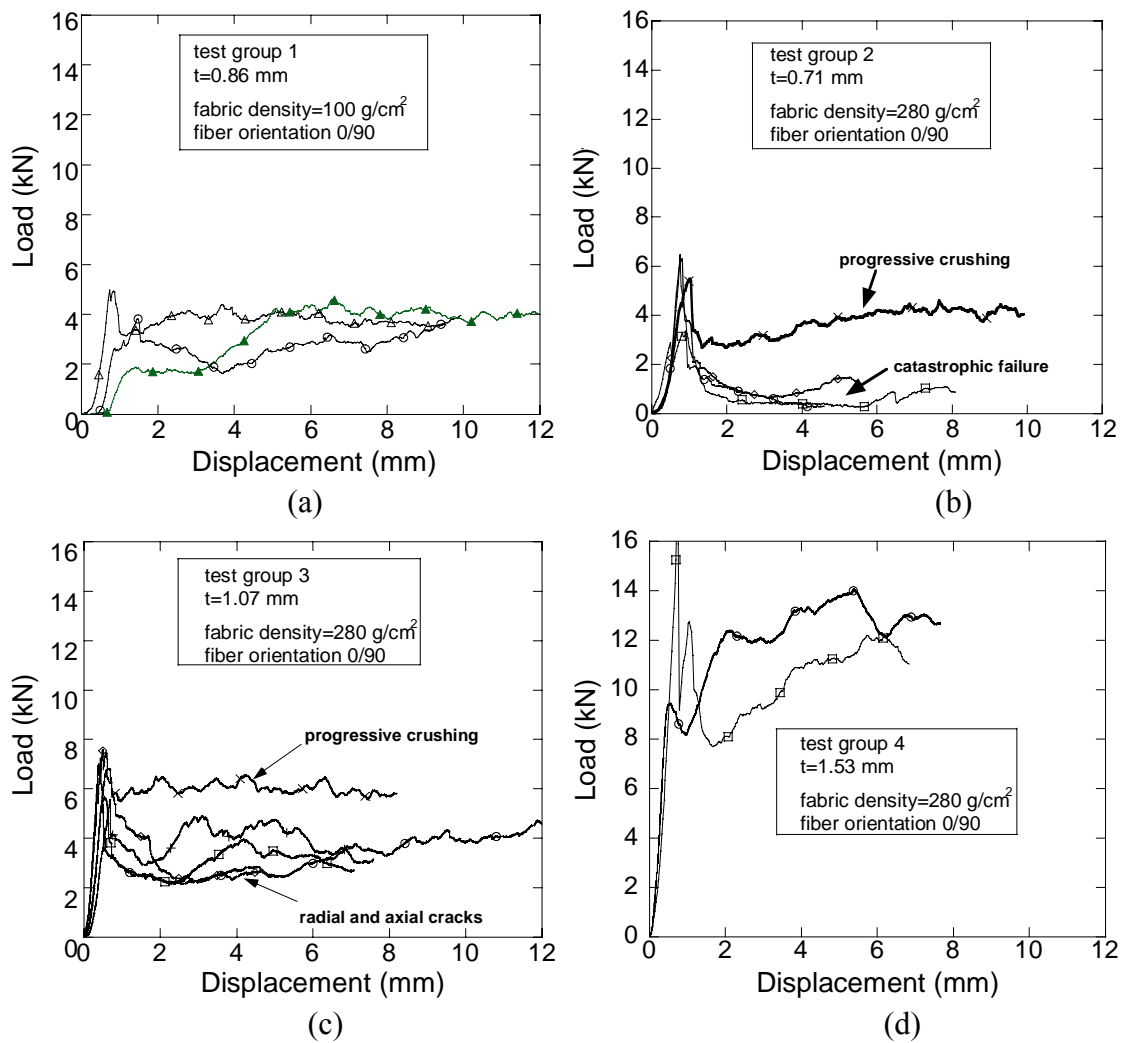 16
14
12
10
8
6
4
2
0
Load (kN)
test group 1
t=0.86 mm
fabric density=100 g/cm²
fiber orientation 0/90
0 2 4 6 8 10 12
Displacement (mm)
(a)
16
14
12
10
8
6
4
2
0
Load (kN)
test group 2
t=0.71 mm
fabric density=280 g/cm²
fiber orientation 0/90
progressive crushing
catastrophic failure
0 2 4 6 8 10 12
Displacement (mm)
(b)
16
14
12
10
8
6
4
2
0
Load (kN)
test group 3
t=1.07 mm
fabric density=280 g/cm²
fiber orientation 0/90
progressive crushing
radial and axial cracks
0 2 4 6 8 10 12
Displacement (mm)
(c)
16
14
12
10
8
6
4
2
0
Load (kN)
test group 4
t=1.53 mm
fabric density=280 g/cm²
fiber orientation 0/90
0 2 4 6 8 10 12
Displacement (mm)
(d)